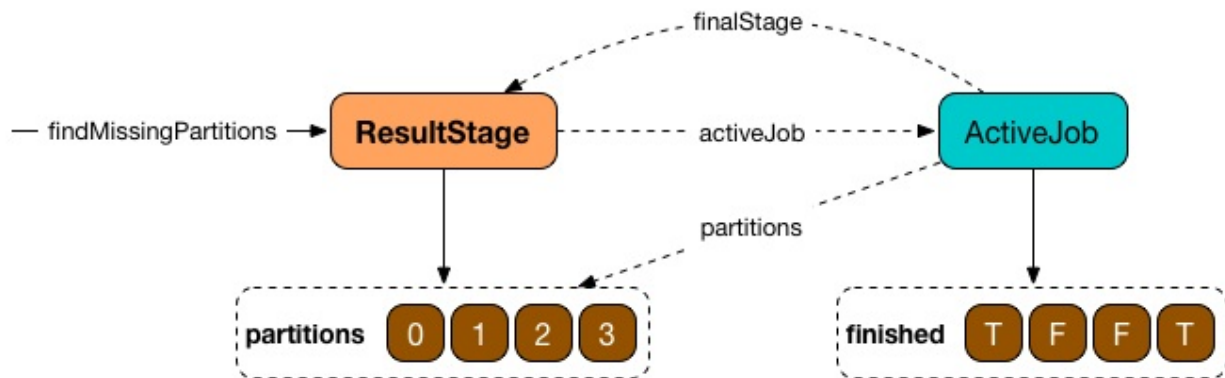 finalStage
findMissingPartitions
ResultStage
activeJob
ActiveJob
partitions
partitions 0 1 2 3
finished T F F T